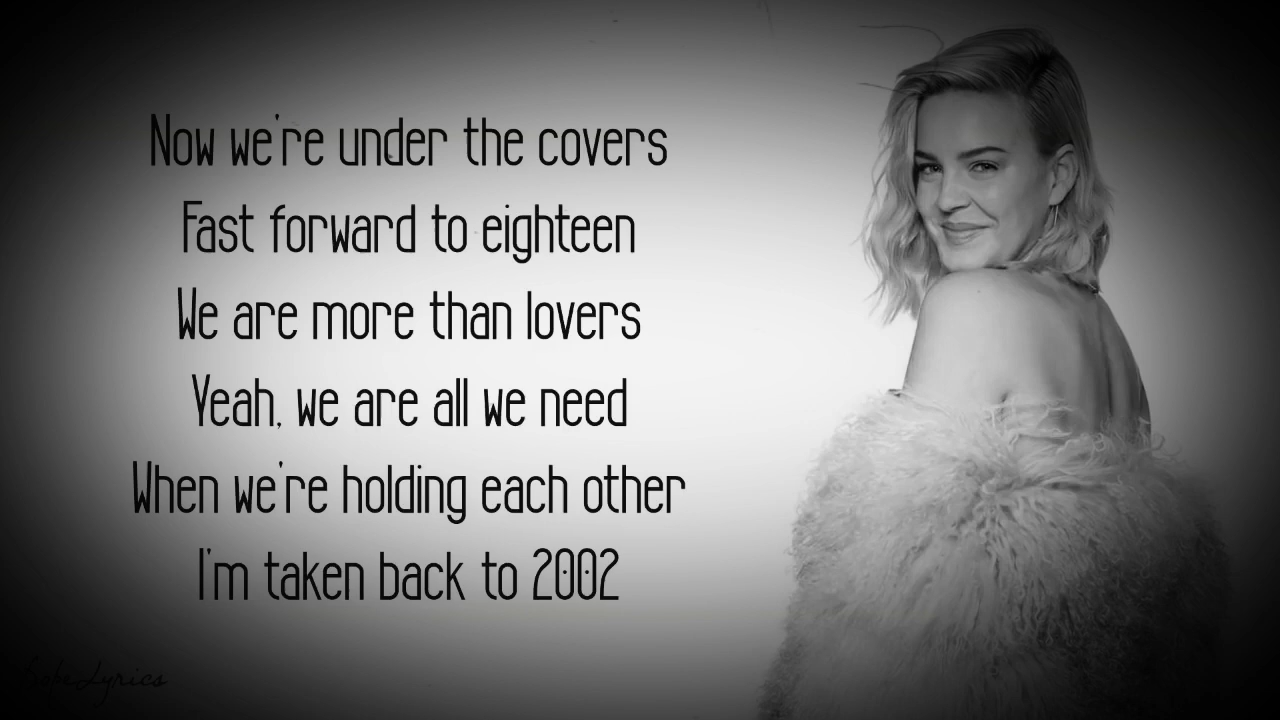 Now we're under the covers
Fast forward to eighteen
We are more than lovers
Yeah, we are all we need
When we're holding each other
I'm taken back to 2002
Lyrics